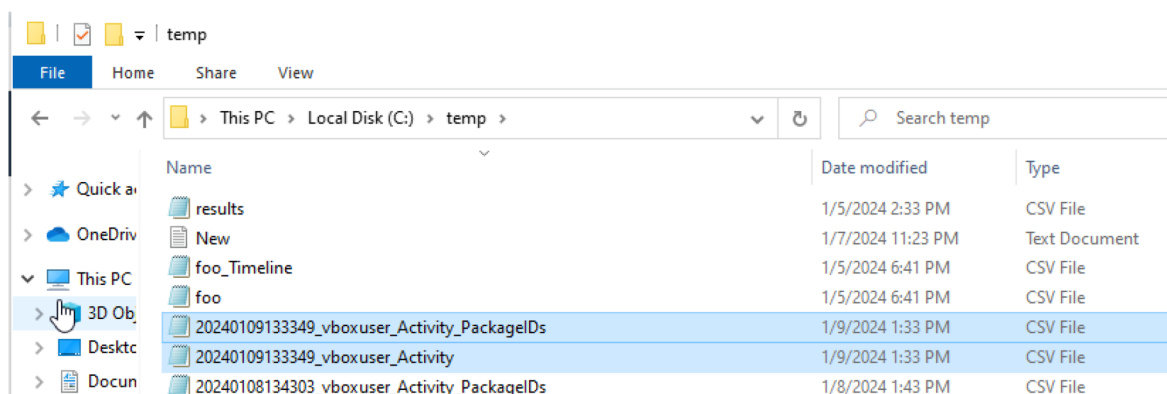 temp
File Home Share View
This PC > Local Disk (C:) > temp >
Search temp
Name Date modified Type
Quick a
OneDriv
This PC
3D Obj
Deskto
Docun
results 1/5/2024 2:33 PM CSV File
New 1/7/2024 11:23 PM Text Document
foo_Timeline 1/5/2024 6:41 PM CSV File
foo 1/5/2024 6:41 PM CSV File
20240109133349_vboxuser_Activity_PackageIDs 1/9/2024 1:33 PM CSV File
20240109133349_vboxuser_Activity 1/9/2024 1:33 PM CSV File
20240108134303_vboxuser_Activity_PackageIDs 1/8/2024 1:43 PM CSV File